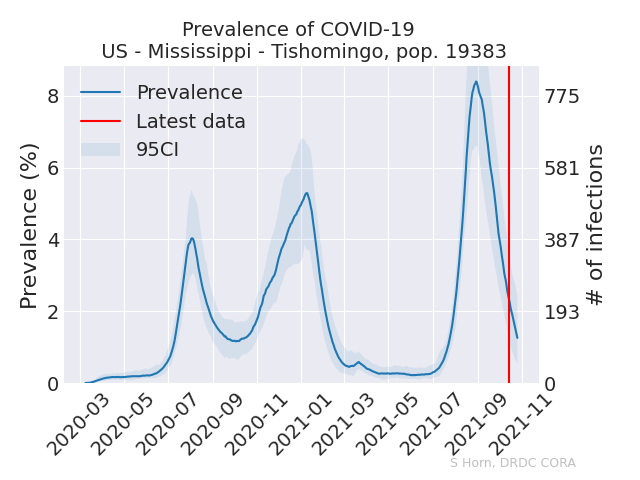 Prevalence of COVID-19
US - Mississippi - Tishomingo, pop. 19383
Prevalence
Latest data
95CI
Prevalence (%)
8
6
4
2
0
# of infections
775
581
387
193
0
2020-03
2020-05
2020-07
2020-09
2020-11
2021-01
2021-03
2021-05
2021-07
2021-09
2021-11
S Horn, DRDC CORA